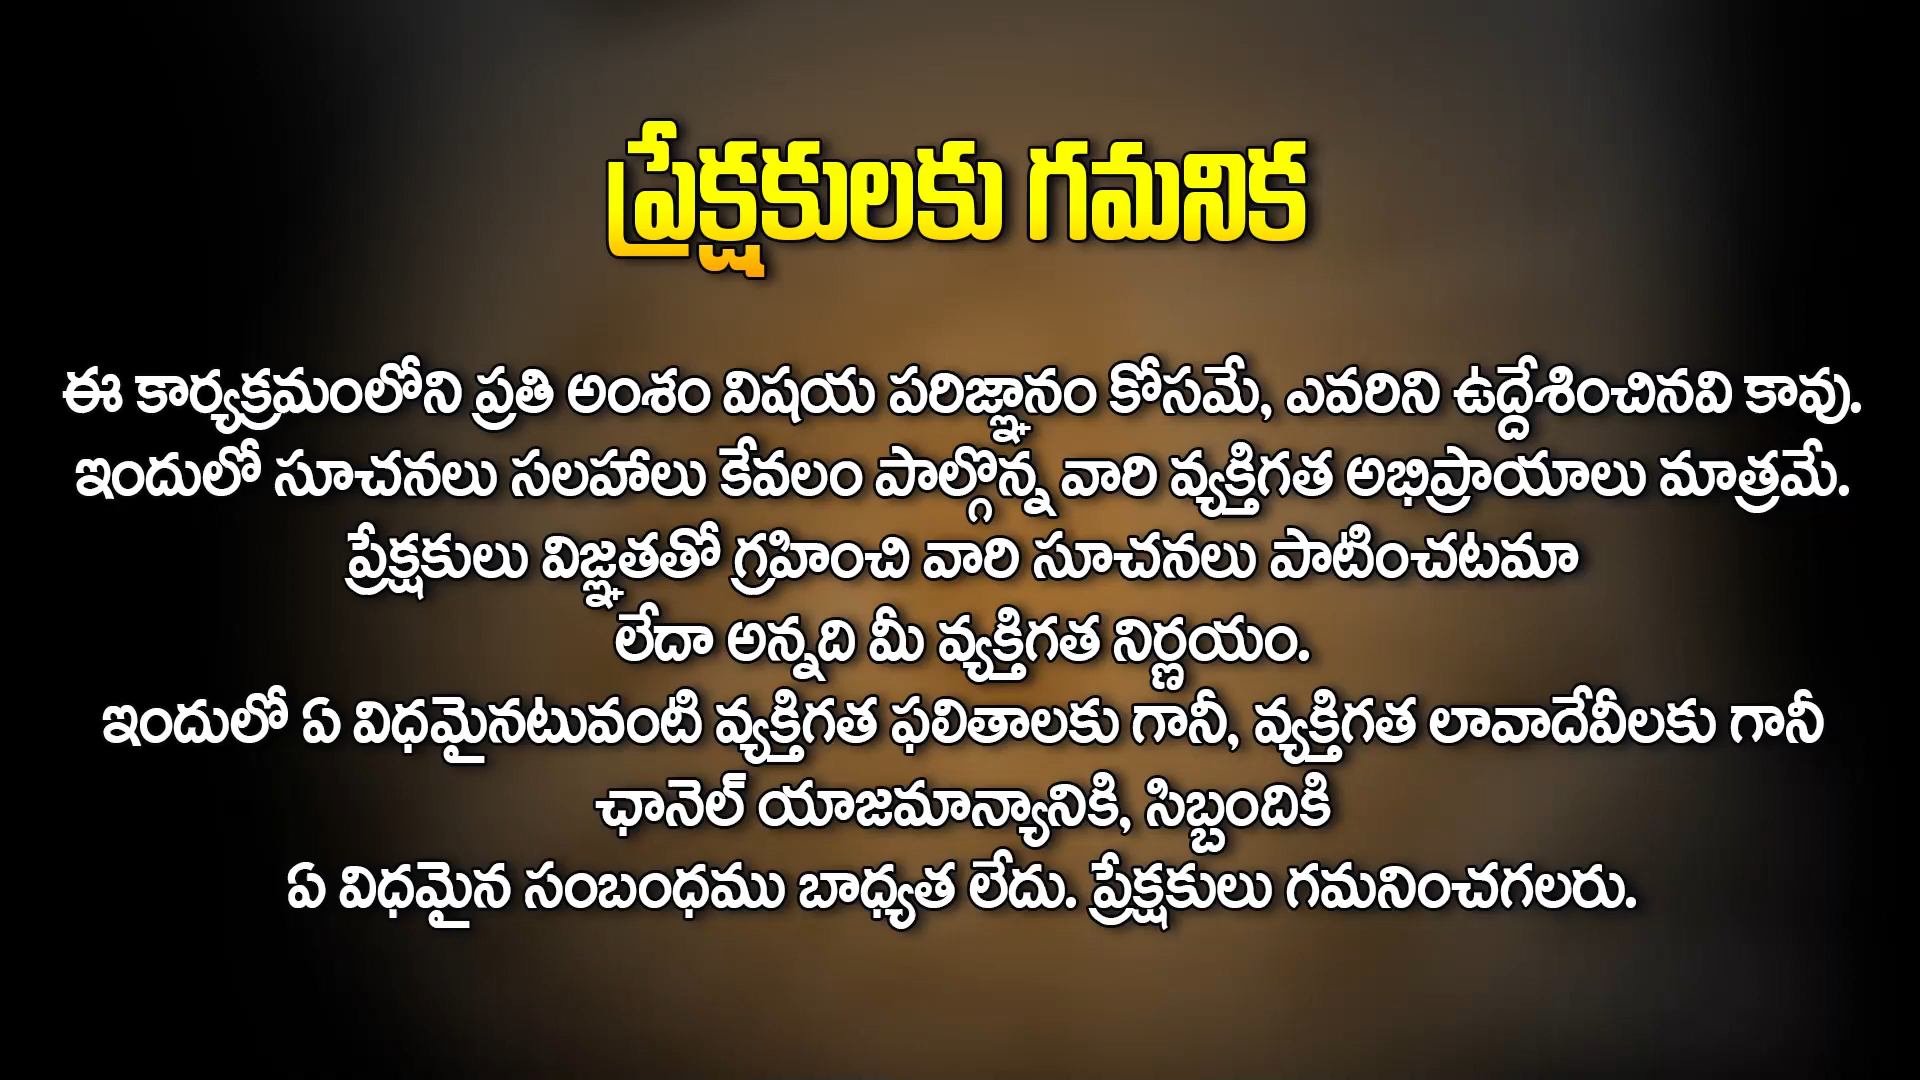 ప్రేక్షకులకు గమనిక
ఈ కార్యక్రమంలోని ప్రతి అంశం విషయ పరిజ్ఞానం కోసమే, ఎవరిని ఉద్దేశించినవి కావు.
ఇందులో సూచనలు సలహాలు కేవలం పాల్గొన్న వారి వ్యక్తిగత అభిప్రాయాలు మాత్రమే.
ప్రేక్షకులు విజ్ఞతతో గ్రహించి వారి సూచనలు పాటించటమా
లేదా అన్నది మీ వ్యక్తిగత నిర్ణయం.
ఇందులో ఏ విధమైనటువంటి వ్యక్తిగత ఫలితాలకు గానీ, వ్యక్తిగత లావాదేవీలకు గానీ
ఛానెల్ యాజమాన్యానికి, సిబ్బందికి
ఏ విధమైన సంబంధము బాధ్యత లేదు. ప్రేక్షకులు గమనించగలరు.